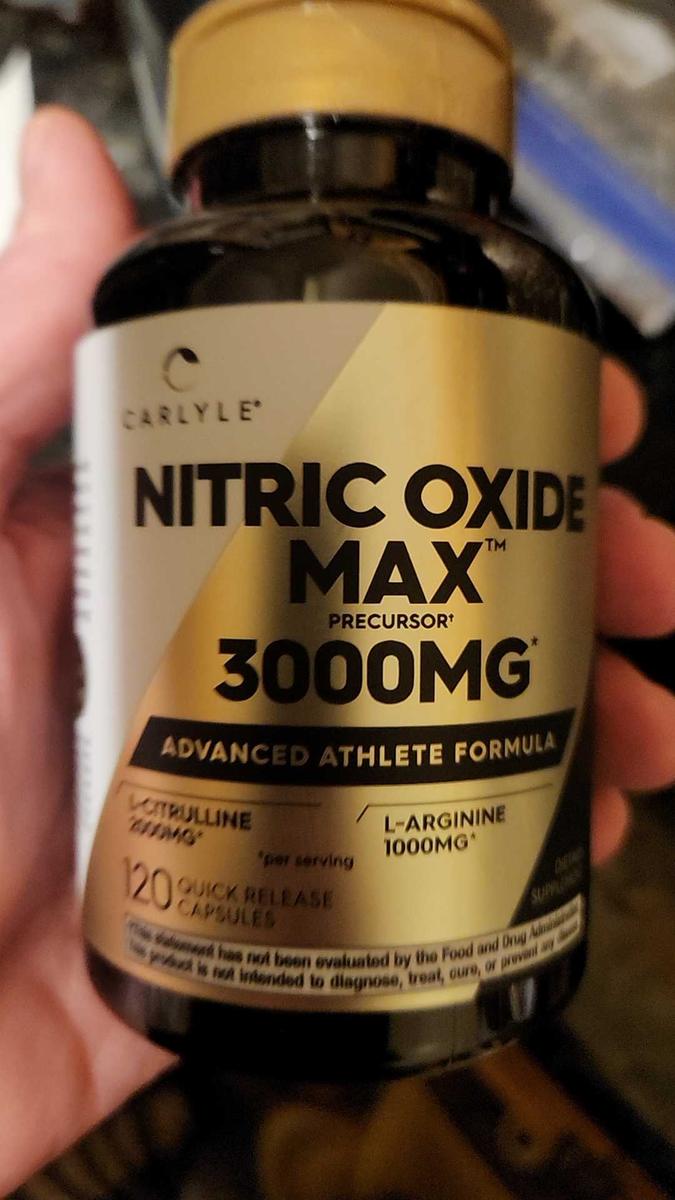 CARLYLE®
NITRIC OXIDE
MAX™
PRECURSOR†
3000MG*
ADVANCED ATHLETE FORMULA
L-CITRULLINE
2000MG*
L-ARGININE
1000MG*
*per serving
120 QUICK RELEASE
CAPSULES
DIETARY
SUPPLEMENT
†This statement has not been evaluated by the Food and Drug Administration.
This product is not intended to diagnose, treat, cure, or prevent any disease.